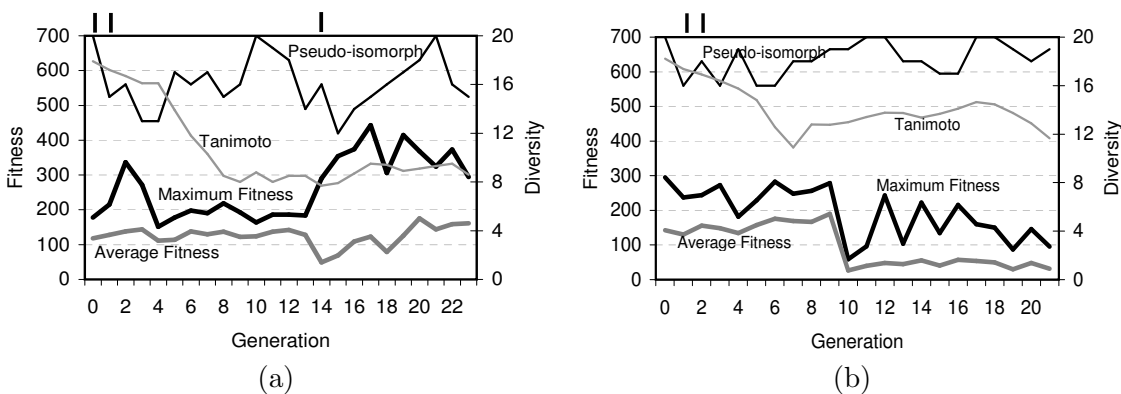 700
600
500
400
300
200
100
0
Fitness
Pseudo-isomorph
Tanimoto
Maximum Fitness
Average Fitness
20
16
12
8
4
0
Diversity
0 2 4 6 8 10 12 14 16 18 20 22
Generation
(a)
700
600
500
400
300
200
100
0
Fitness
Pseudo-isomorph
Tanimoto
Maximum Fitness
Average Fitness
20
16
12
8
4
0
Diversity
0 2 4 6 8 10 12 14 16 18 20
Generation
(b)